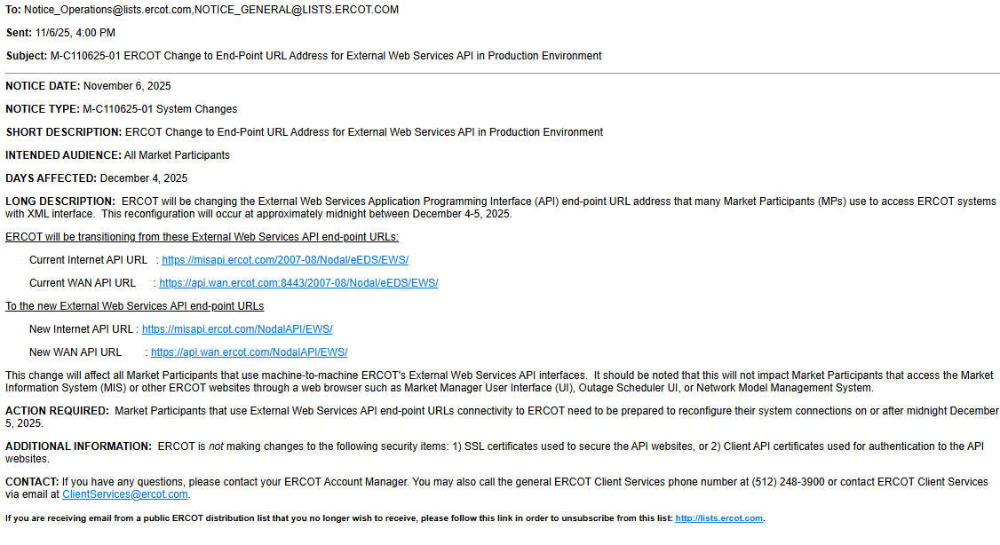 To: Notice_Operations@lists.ercot.com,NOTICE_GENERAL@LISTS.ERCOT.COM
Sent: 11/6/25, 4:00 PM
Subject: M-C110625-01 ERCOT Change to End-Point URL Address for External Web Services API in Production Environment
NOTICE DATE: November 6, 2025
NOTICE TYPE: M-C110625-01 System Changes
SHORT DESCRIPTION: ERCOT Change to End-Point URL Address for External Web Services API in Production Environment
INTENDED AUDIENCE: All Market Participants
DAYS AFFECTED: December 4, 2025
LONG DESCRIPTION:  ERCOT will be changing the External Web Services Application Programming Interface (API) end-point URL address that many Market Participants (MPs) use to access ERCOT systems
with XML interface.  This reconfiguration will occur at approximately midnight between December 4-5, 2025.
ERCOT will be transitioning from these External Web Services API end-point URLs:
Current Internet API URL   : https://misapi.ercot.com/2007-08/Nodal/eEDS/EWS/
Current WAN API URL      : https://api.wan.ercot.com:8443/2007-08/Nodal/eEDS/EWS/
To the new External Web Services API end-point URLs
New Internet API URL : https://misapi.ercot.com/NodalAPI/EWS/
New WAN API URL        : https://api.wan.ercot.com/NodalAPI/EWS/
This change will affect all Market Participants that use machine-to-machine ERCOT's External Web Services API interfaces.  It should be noted that this will not impact Market Participants that access the Market
Information System (MIS) or other ERCOT websites through a web browser such as Market Manager User Interface (UI), Outage Scheduler UI, or Network Model Management System.
ACTION REQUIRED:  Market Participants that use External Web Services API end-point URLs connectivity to ERCOT need to be prepared to reconfigure their system connections on or after midnight December
5, 2025.
ADDITIONAL INFORMATION:  ERCOT is not making changes to the following security items: 1) SSL certificates used to secure the API websites, or 2) Client API certificates used for authentication to the API
websites.
CONTACT: If you have any questions, please contact your ERCOT Account Manager. You may also call the general ERCOT Client Services phone number at (512) 248-3900 or contact ERCOT Client Services
via email at ClientServices@ercot.com.
If you are receiving email from a public ERCOT distribution list that you no longer wish to receive, please follow this link in order to unsubscribe from this list: http://lists.ercot.com.